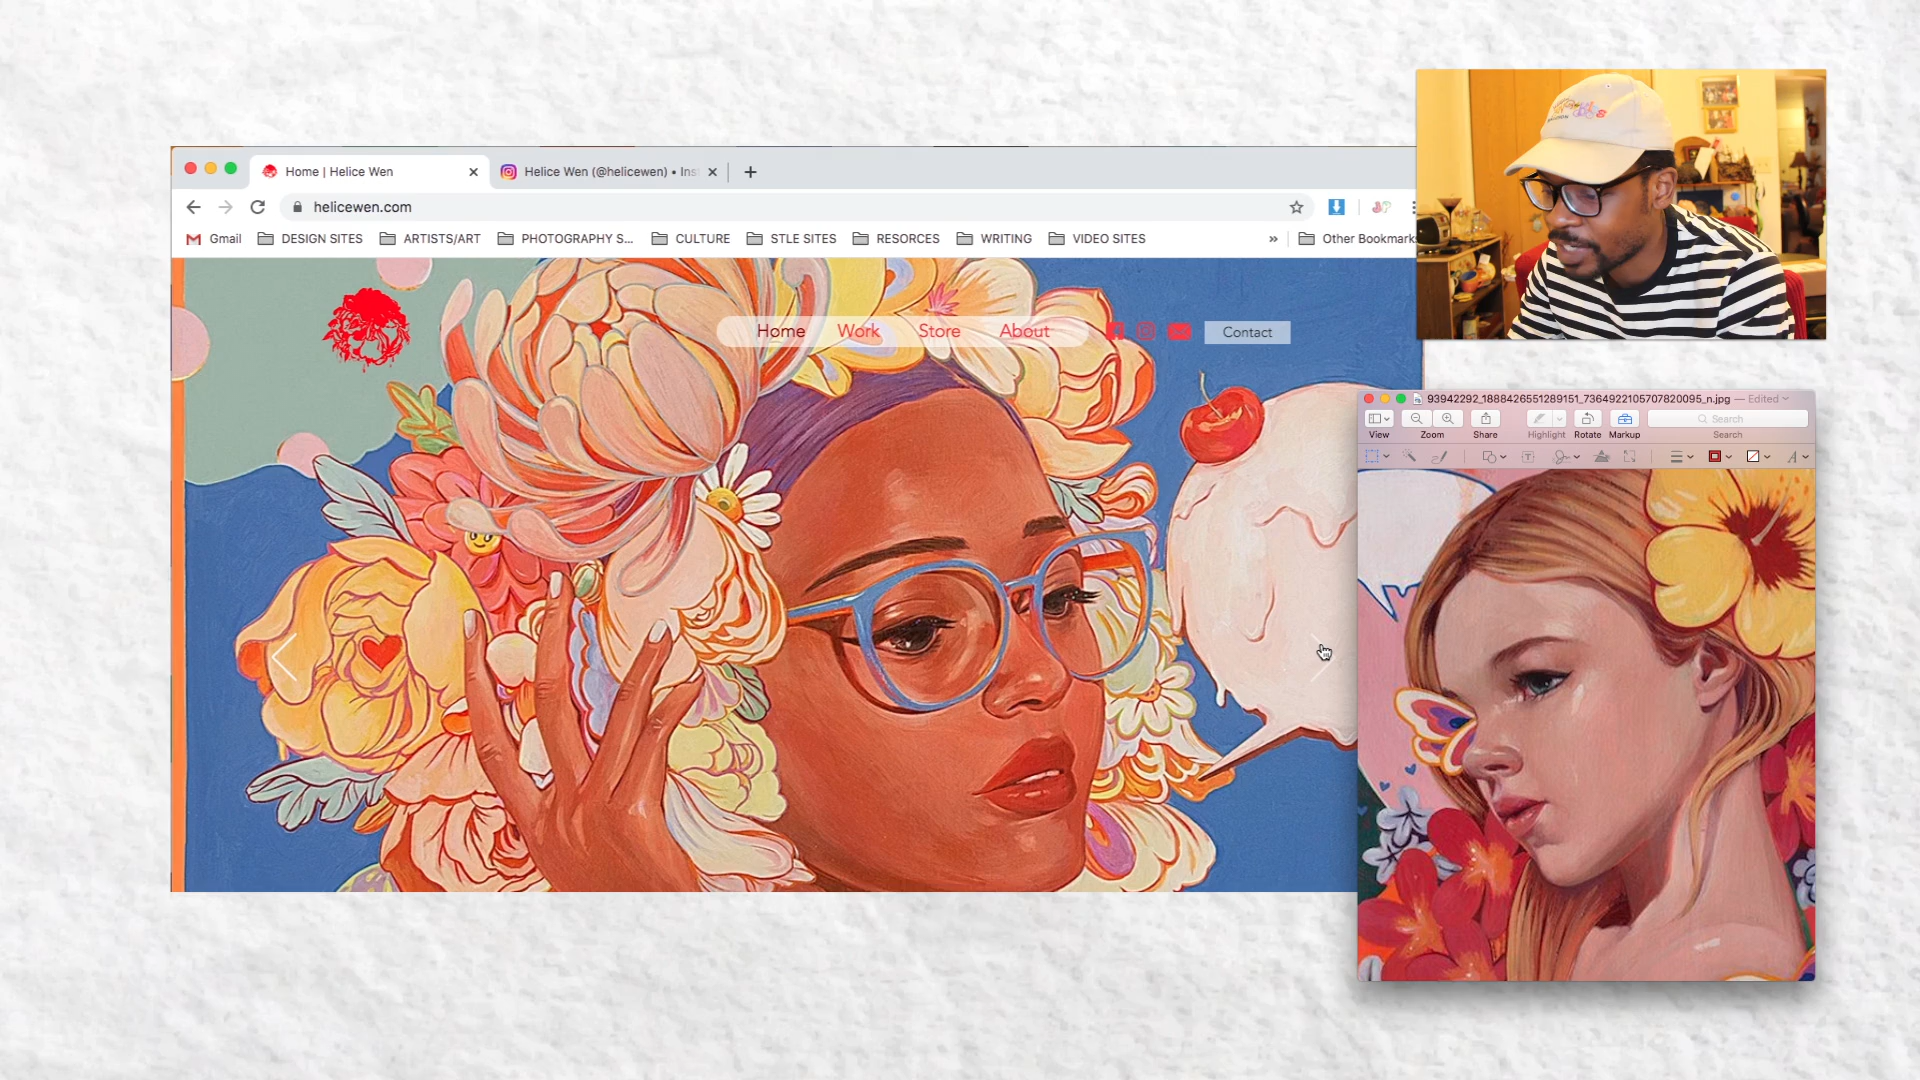 Home | Helice Wen
Helice Wen (@helicewen) • Ins
helicewen.com
Gmail DESIGN SITES ARTISTS/ART PHOTOGRAPHY S... CULTURE STLE SITES RESORCES WRITING VIDEO SITES » Other Bookmarks
Home Work Store About Contact
93942292_1888426551289151_7364922105707820095_n.jpg — Edited
Search
View Zoom Share Highlight Rotate Markup Search